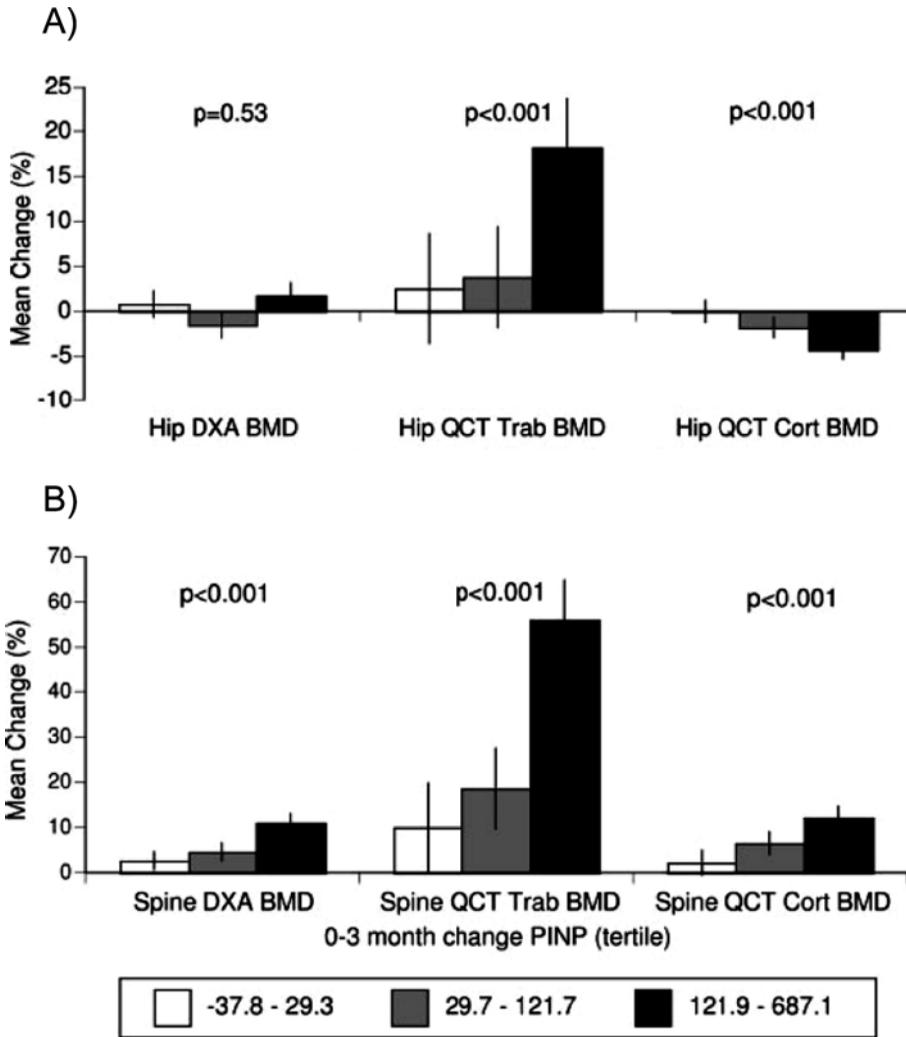 A)
Mean Change (%)
25
20
15
10
5
0
-5
-10
p=0.53
p<0.001
p<0.001
Hip DXA BMD
Hip QCT Trab BMD
Hip QCT Cort BMD
B)
Mean Change (%)
70
60
50
40
30
20
10
0
p<0.001
p<0.001
p<0.001
Spine DXA BMD
Spine QCT Trab BMD
Spine QCT Cort BMD
0-3 month change PINP (tertile)
-37.8 - 29.3
29.7 - 121.7
121.9 - 687.1